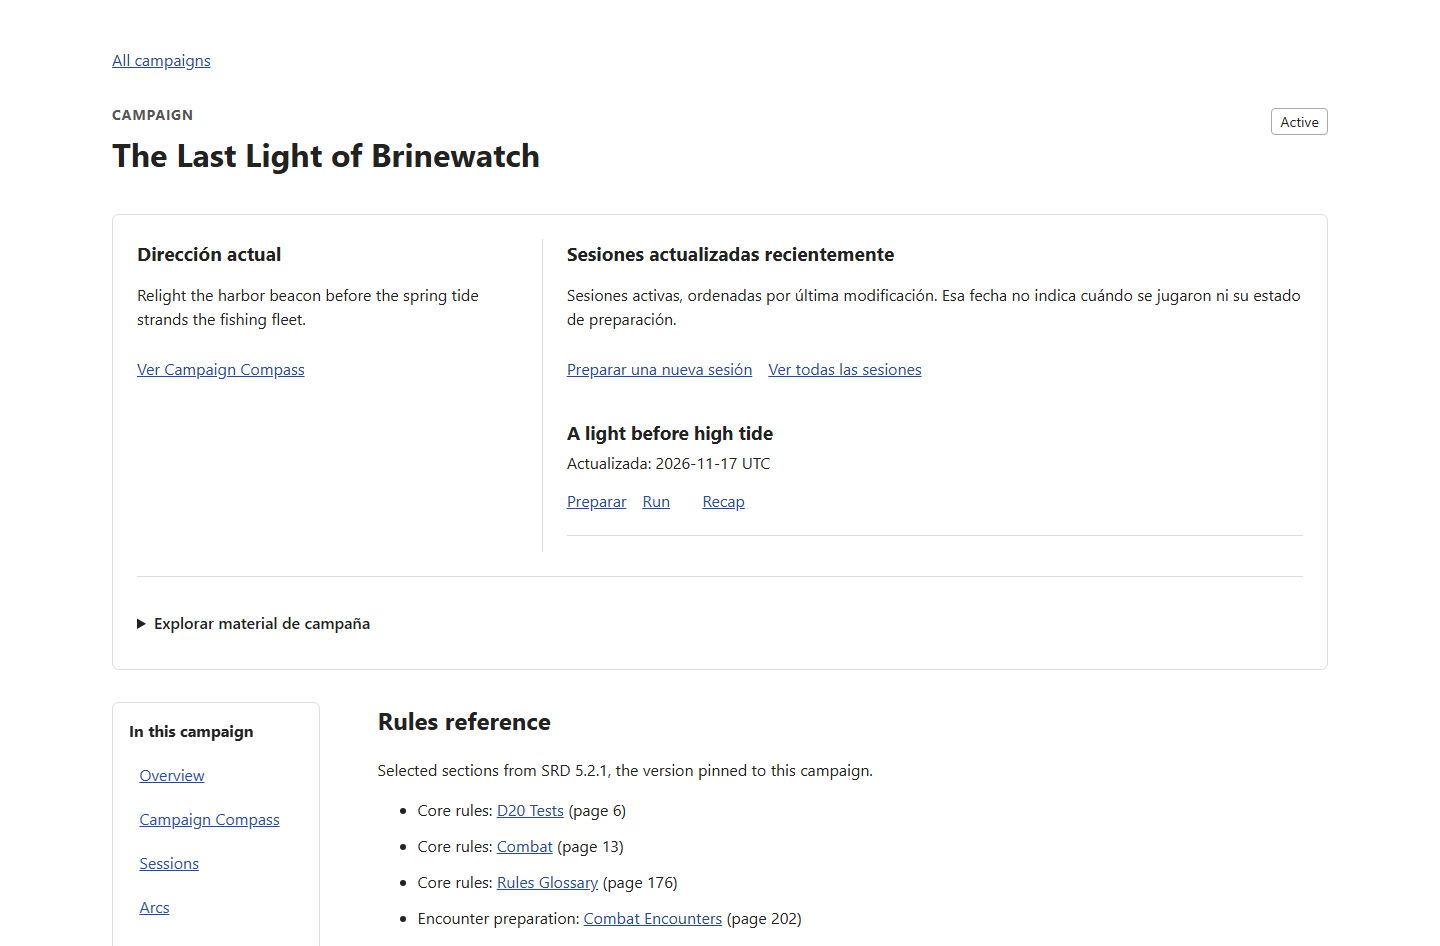 All campaigns
CAMPAIGN
Active
The Last Light of Brinewatch
Dirección actual
Relight the harbor beacon before the spring tide
strands the fishing fleet.
Ver Campaign Compass
Sesiones actualizadas recientemente
Sesiones activas, ordenadas por última modificación. Esa fecha no indica cuándo se jugaron ni su estado
de preparación.
Preparar una nueva sesión Ver todas las sesiones
A light before high tide
Actualizada: 2026-11-17 UTC
Preparar Run Recap
Explorar material de campaña
In this campaign
Overview
Campaign Compass
Sessions
Arcs
Rules reference
Selected sections from SRD 5.2.1, the version pinned to this campaign.
Core rules: D20 Tests (page 6)
Core rules: Combat (page 13)
Core rules: Rules Glossary (page 176)
Encounter preparation: Combat Encounters (page 202)